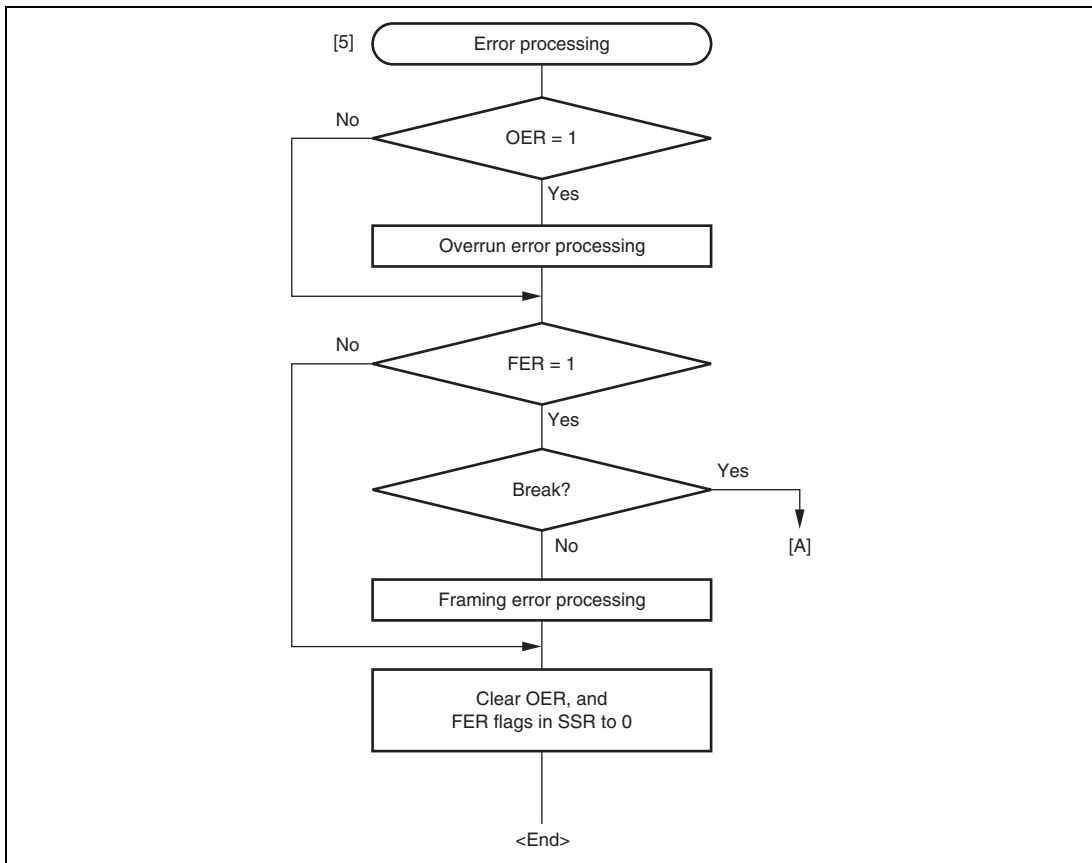 [5]
Error processing
No
OER = 1
Yes
Overrun error processing
No
FER = 1
Yes
Break?
Yes
No
[A]
Framing error processing
Clear OER, and
FER flags in SSR to 0
<End>